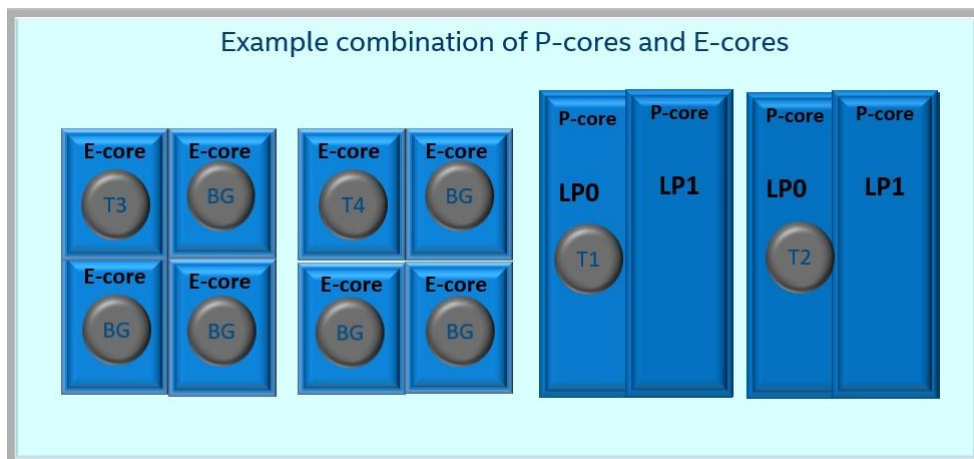 Example combination of P-cores and E-cores
E-core E-core
T3 BG
E-core E-core
BG BG
E-core E-core
T4 BG
E-core E-core
BG BG
P-core P-core
LP0 LP1
T1
P-core P-core
LP0 LP1
T2